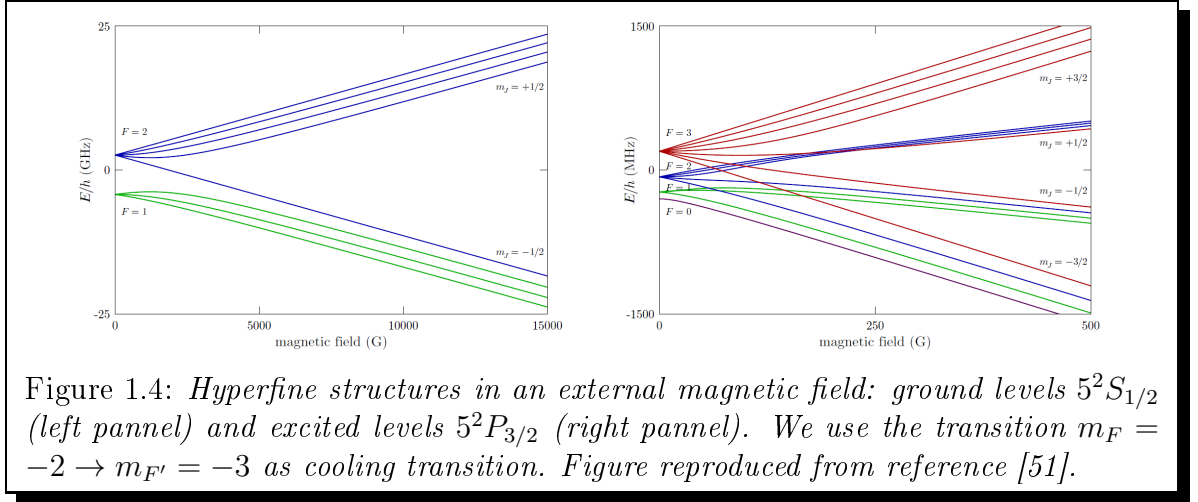 25
0
-25
E/h (GHz)
F = 2
F = 1
m_J = +1/2
m_J = −1/2
0 5000 10000 15000
magnetic field (G)
1500
0
-1500
E/h (MHz)
F = 3
F = 2
F = 1
F = 0
m_J = +3/2
m_J = +1/2
m_J = −1/2
m_J = −3/2
0 250 500
magnetic field (G)
Figure 1.4: Hyperfine structures in an external magnetic field: ground levels 5²S₁/₂
(left pannel) and excited levels 5²P₃/₂ (right pannel). We use the transition m_F =
−2 → m_F′ = −3 as cooling transition. Figure reproduced from reference [51].